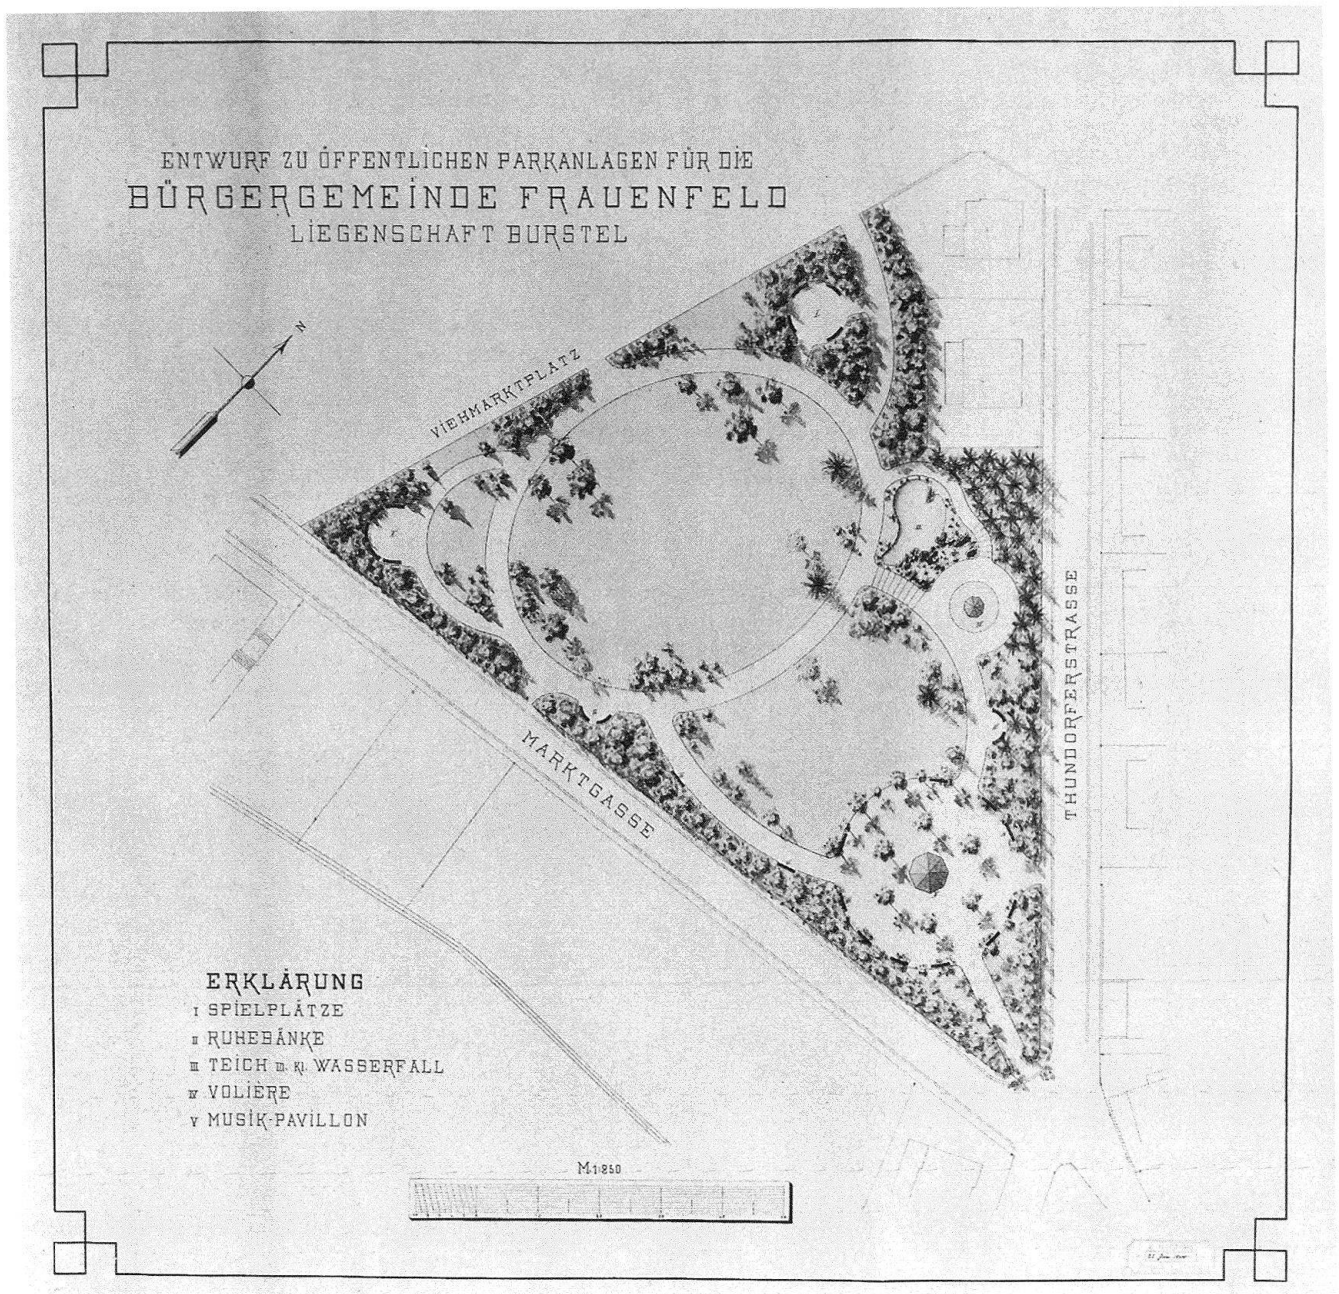 ENTWURF ZU ÖFFENTLICHEN PARKANLAGEN FÜR DIE
BÜRGERGEMEINDE FRAUENFELD
LIEGENSCHAFT BURSTEL
N
VIEHMARKTPLATZ
MARKTGASSE
THUNDORFERSTRASSE
ERKLÄRUNG
I SPIELPLÄTZE
II RUHEBÄNKE
III TEICH M. KL. WASSERFALL
IV VOLIÈRE
V MUSIK-PAVILLON
M 1:250